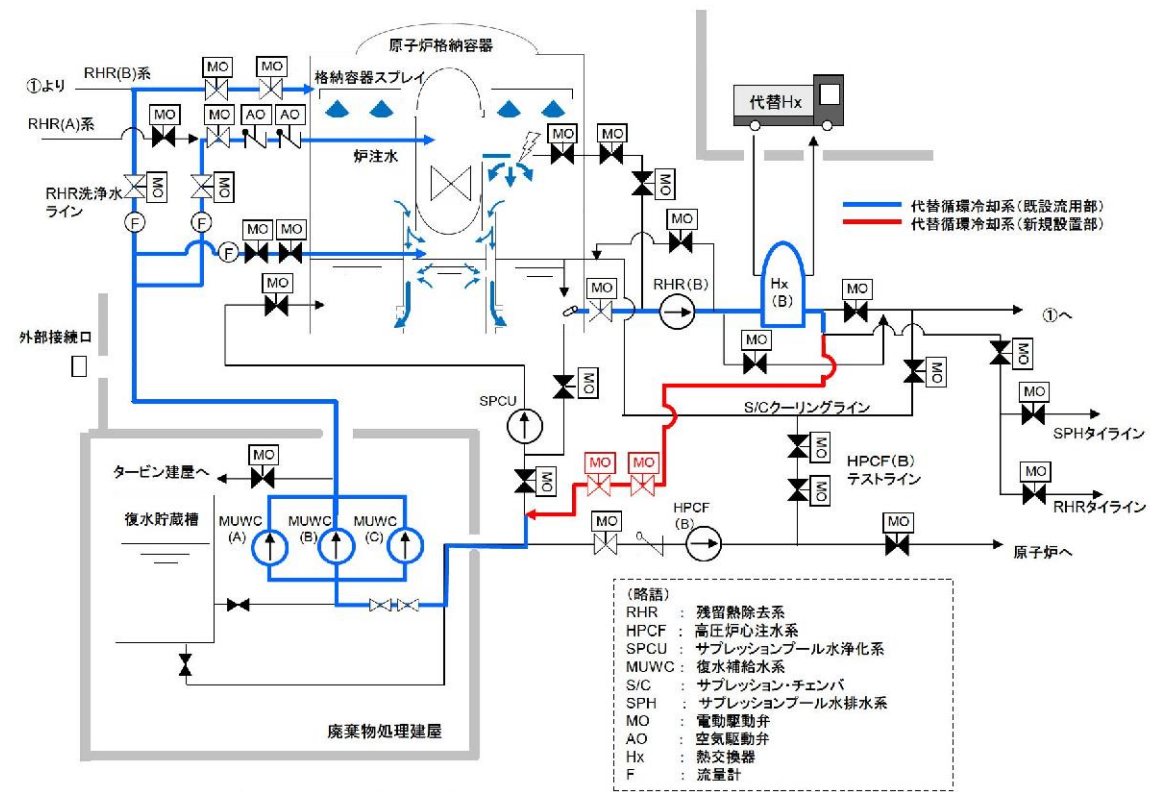 原子炉格納容器
①より
RHR(B)系
MO
MO
格納容器スプレイ
RHR(A)系
MO
MO
AO
AO
炉注水
MO
MO
MO
代替Hx
RHR洗浄水
ライン
MO
MO
F
F
F
MO
MO
MO
代替循環冷却系(既設流用部)
代替循環冷却系(新規設置部)
MO
MO
RHR(B)
Hx
(B)
MO
①へ
外部接続口
MO
MO
MO
MO
SPCU
S/Cクーリングライン
MO
SPHタイライン
MO
MO
MO
MO
MO
HPCF(B)
テストライン
MO
RHRタイライン
タービン建屋へ
MO
復水貯蔵槽
MUWC
(A)
MUWC
(B)
MUWC
(C)
MO
HPCF
(B)
MO
原子炉へ
廃棄物処理建屋
(略語)
RHR : 残留熱除去系
HPCF : 高圧炉心注水系
SPCU : サプレッションプール水浄化系
MUWC : 復水補給水系
S/C : サプレッション・チェンバ
SPH : サプレッションプール水排水系
MO : 電動駆動弁
AO : 空気駆動弁
Hx : 熱交換器
F : 流量計